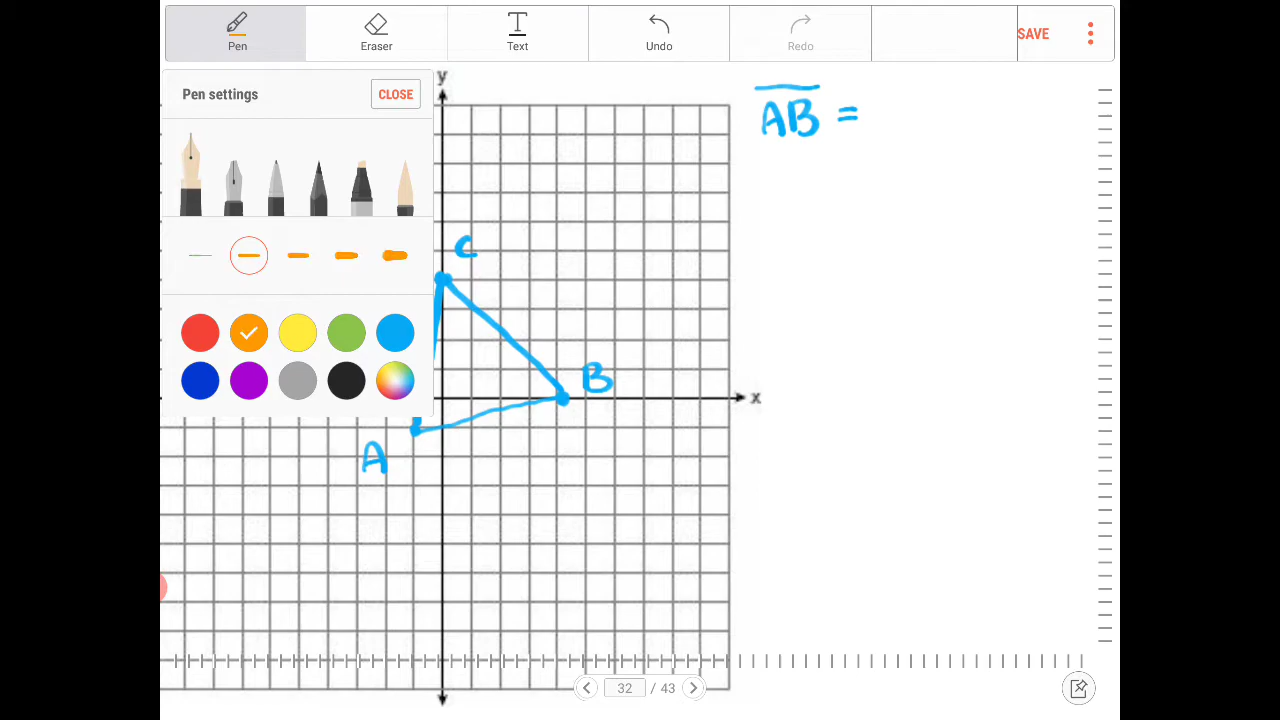 Pen
Eraser
Text
Undo
Redo
SAVE
Pen settings
CLOSE
y
AB =
C
B
x
A
32 / 43